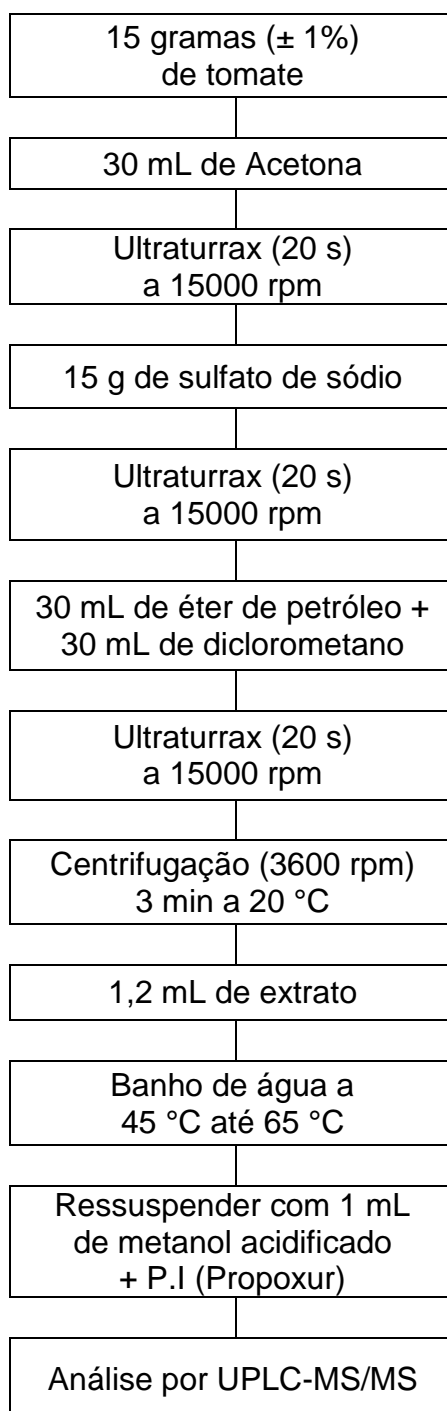 15 gramas (± 1%)
de tomate
30 mL de Acetona
Ultraturrax (20 s)
a 15000 rpm
15 g de sulfato de sódio
Ultraturrax (20 s)
a 15000 rpm
30 mL de éter de petróleo +
30 mL de diclorometano
Ultraturrax (20 s)
a 15000 rpm
Centrifugação (3600 rpm)
3 min a 20 °C
1,2 mL de extrato
Banho de água a
45 °C até 65 °C
Ressuspender com 1 mL
de metanol acidificado
+ P.I (Propoxur)
Análise por UPLC-MS/MS